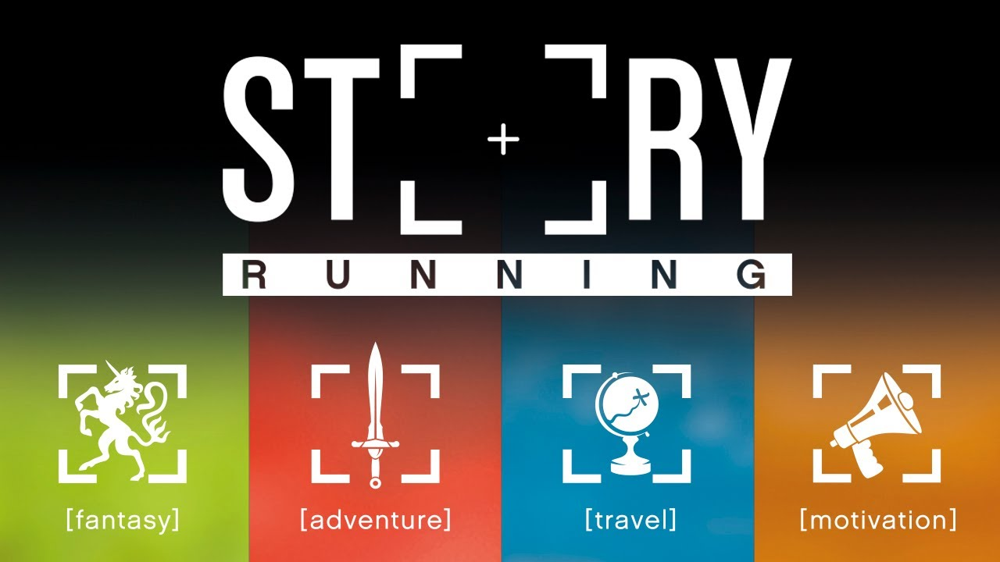 ST[+]RY
RUNNING
[fantasy]
[adventure]
[travel]
[motivation]